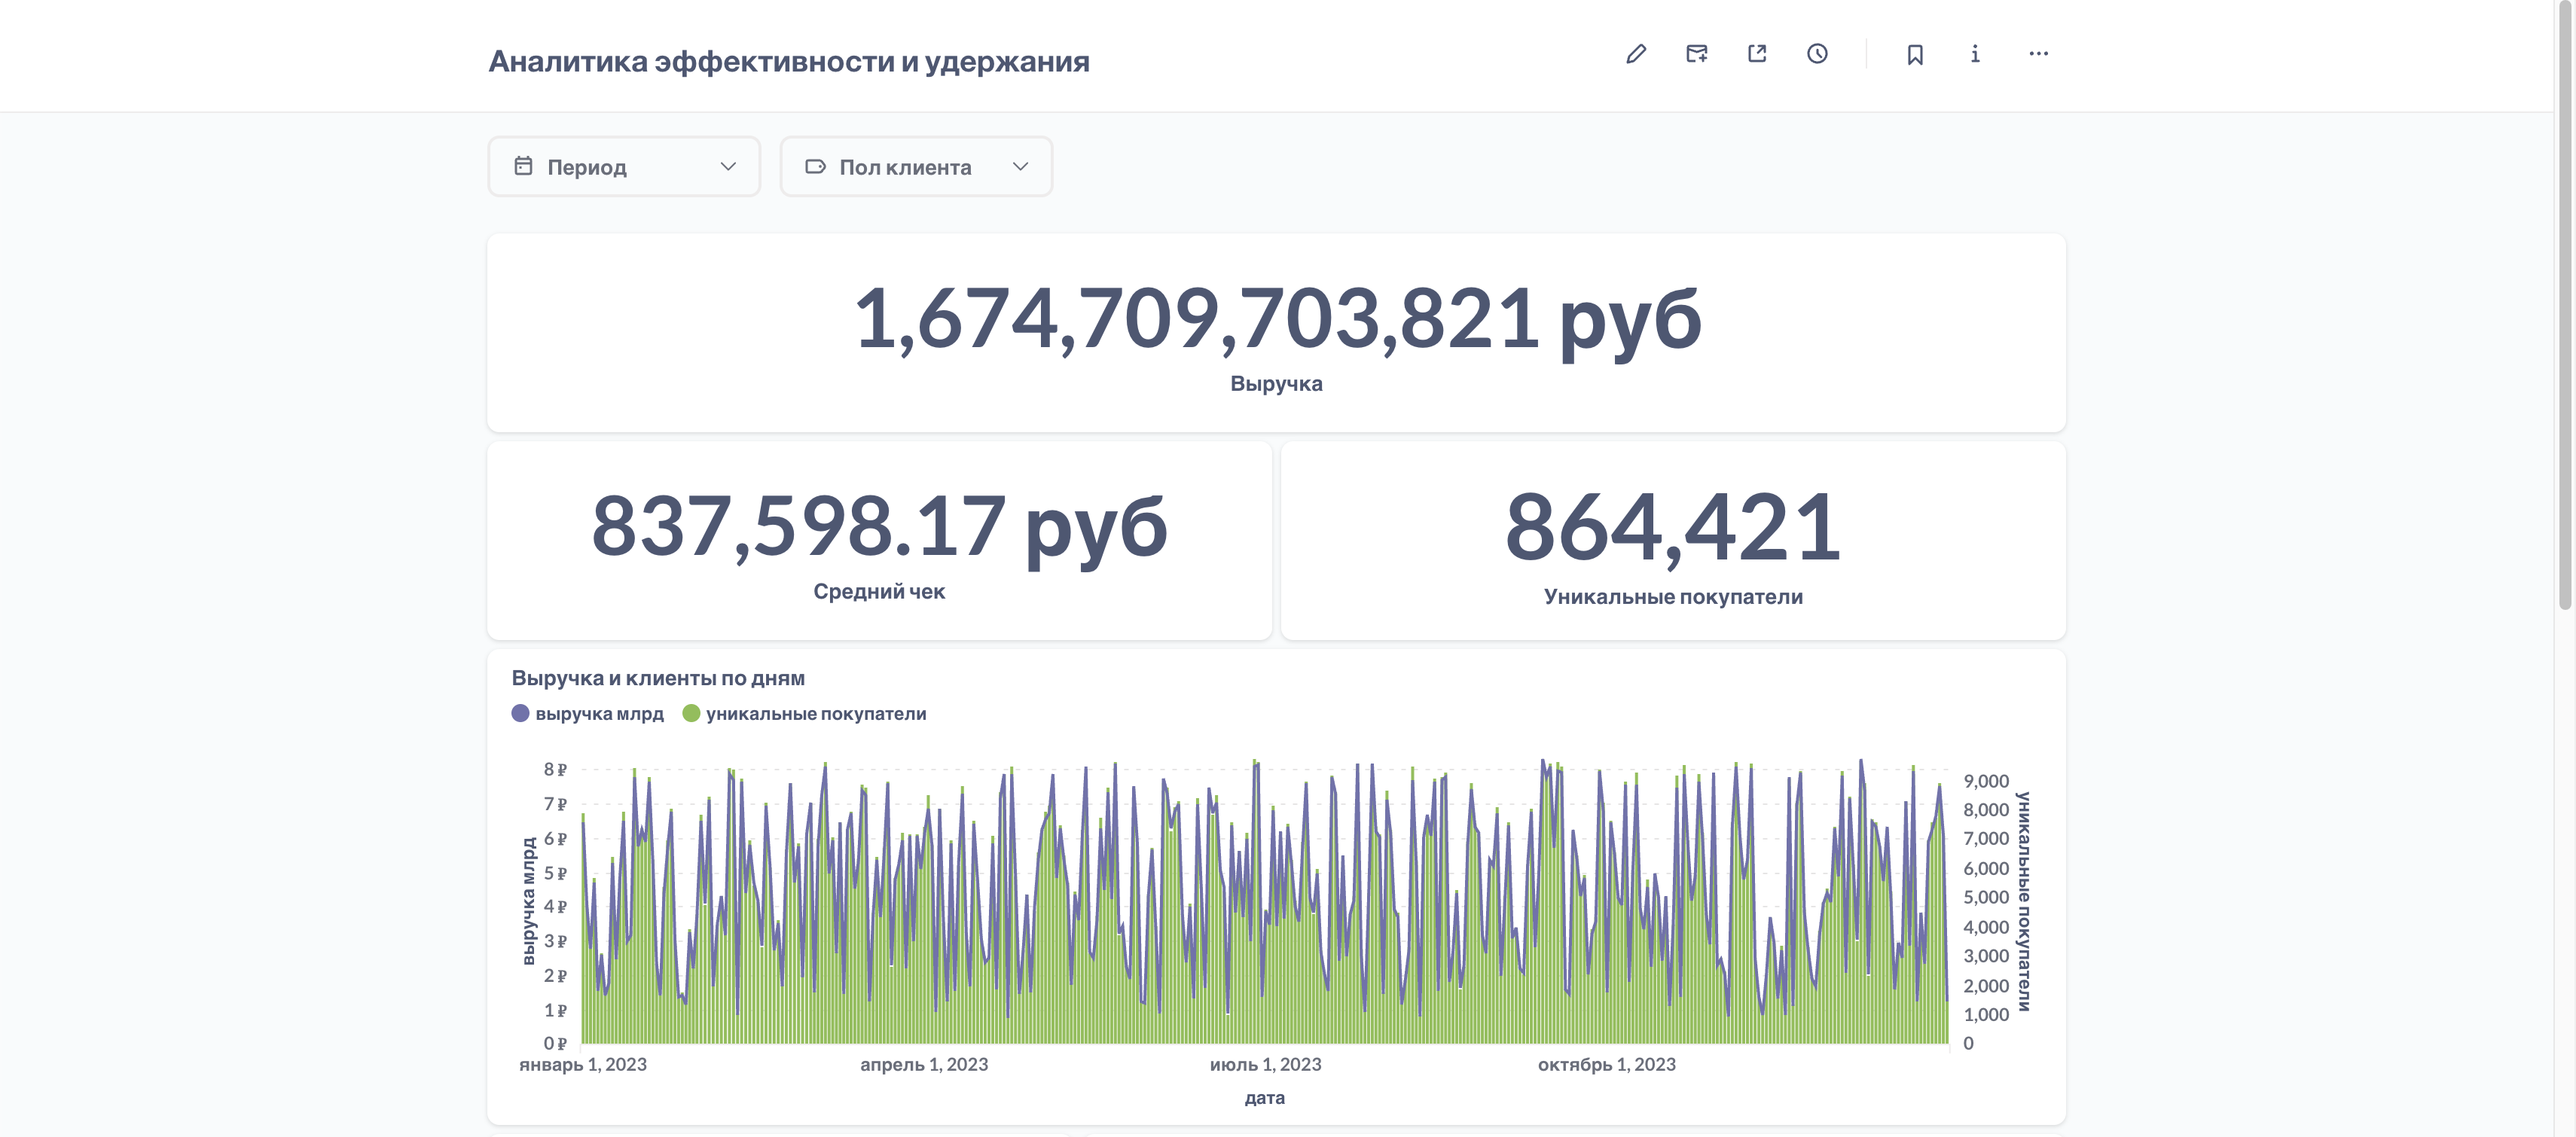 Аналитика эффективности и удержания
Период
Пол клиента
1,674,709,703,821 руб
Выручка
837,598.17 руб
Средний чек
864,421
Уникальные покупатели
Выручка и клиенты по дням
выручка млрд
уникальные покупатели
8 ₽
7 ₽
6 ₽
5 ₽
4 ₽
3 ₽
2 ₽
1 ₽
0 ₽
выручка млрд
9,000
8,000
7,000
6,000
5,000
4,000
3,000
2,000
1,000
0
уникальные покупатели
январь 1, 2023
апрель 1, 2023
июль 1, 2023
октябрь 1, 2023
дата